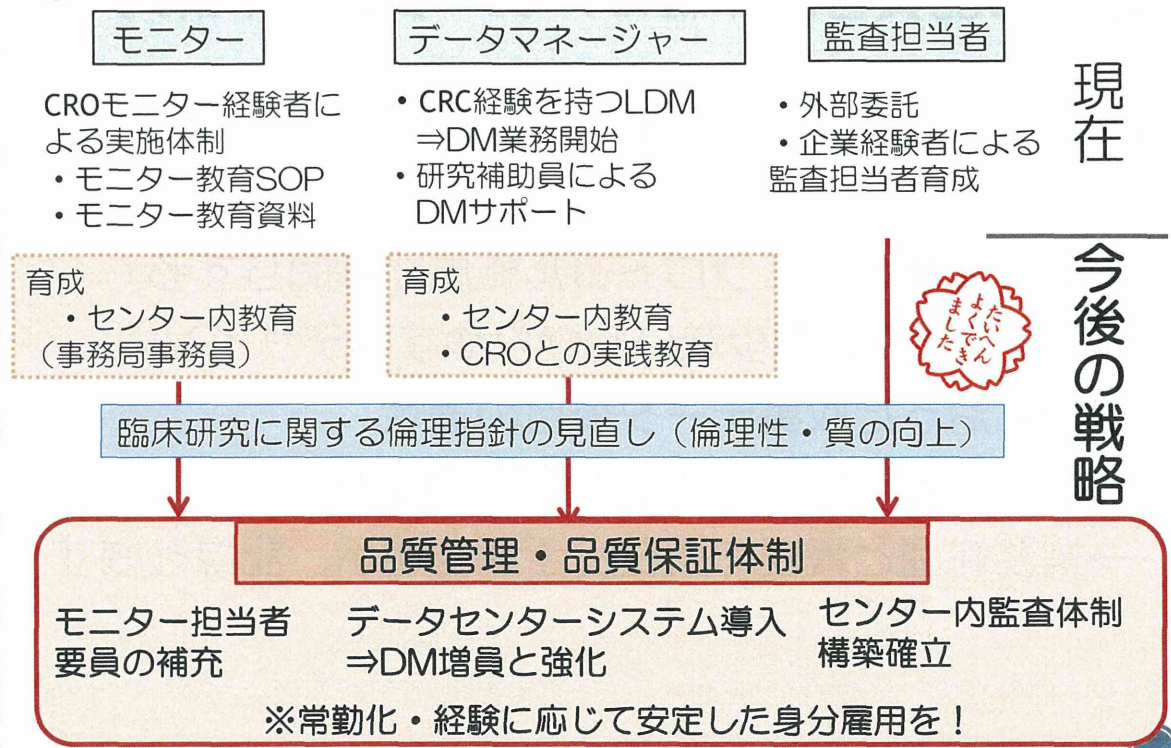 モニター
データマネージャー
監査担当者
現在
CROモニター経験者に
よる実施体制
・モニター教育SOP
・モニター教育資料
・CRC経験を持つLDM
⇒DM業務開始
・研究補助員による
DMサポート
・外部委託
・企業経験者による
監査担当者育成
今後の戦略
育成
・センター内教育
(事務局事務員)
育成
・センター内教育
・CROとの実践教育
たいへん
よくでき
ました
臨床研究に関する倫理指針の見直し(倫理性・質の向上)
品質管理・品質保証体制
モニター担当者
要員の補充
データセンターシステム導入
⇒DM増員と強化
センター内監査体制
構築確立
※常勤化・経験に応じて安定した身分雇用を!